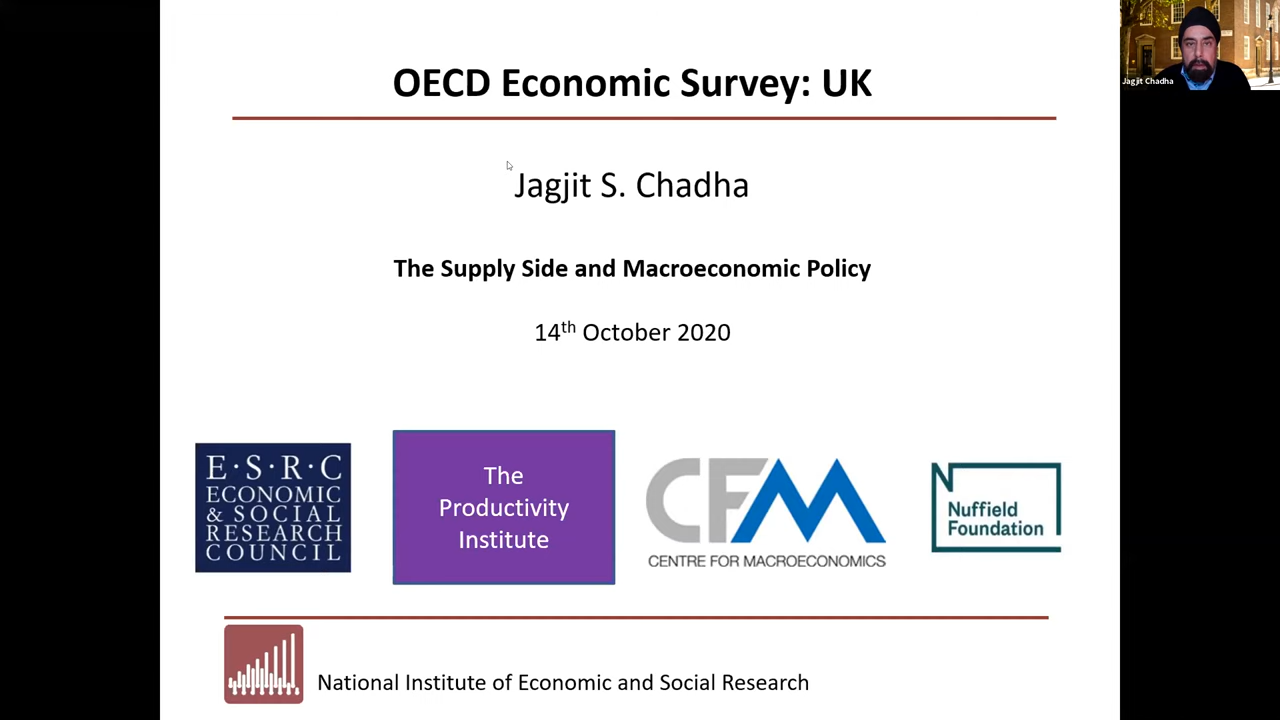 OECD Economic Survey: UK
Jagjit Chadha
Jagjit S. Chadha
The Supply Side and Macroeconomic Policy
14th October 2020
E·S·R·C
ECONOMIC
& SOCIAL
RESEARCH
COUNCIL
The
Productivity
Institute
CFM
CENTRE FOR MACROECONOMICS
N
Nuffield
Foundation
National Institute of Economic and Social Research